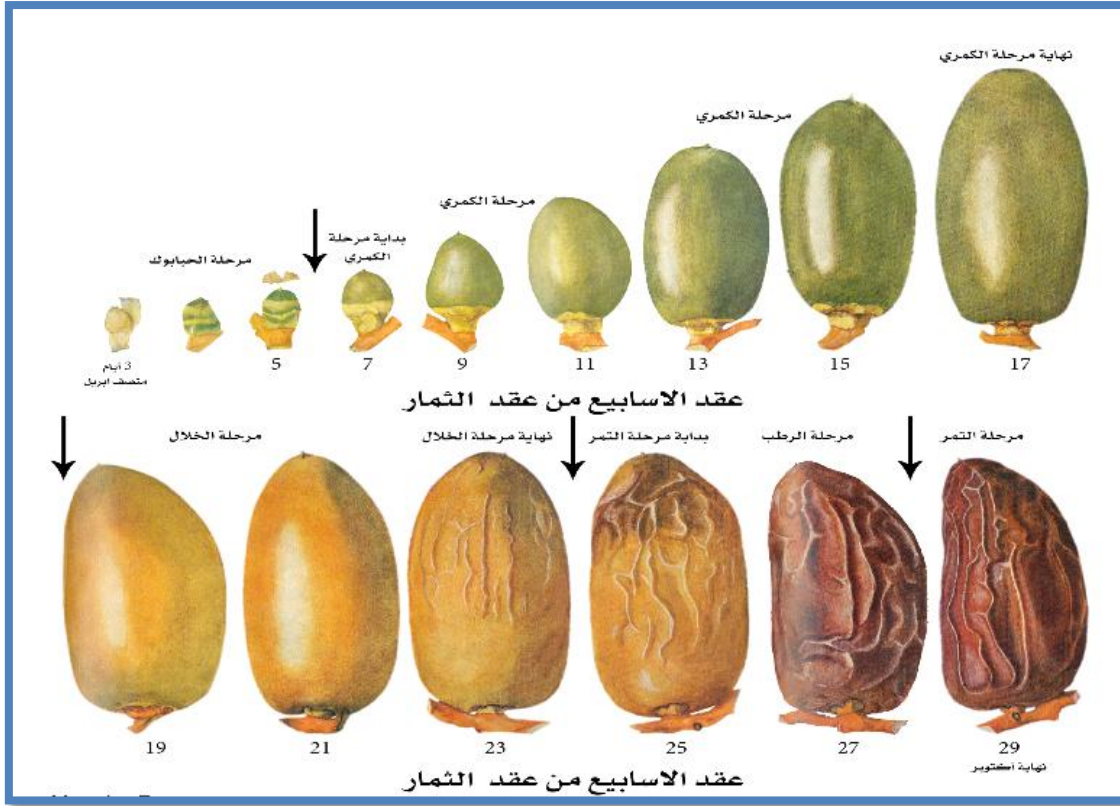 نهاية مرحلة الكمري
مرحلة الكمري
مرحلة الكمري
بداية مرحلة
الكمري
مرحلة الحبابوك
3 أيام
منتصف ابريل
5
7
9
11
13
15
17
عقد الاسابيع من عقد الثمار
مرحلة الخلال
نهاية مرحلة الخلال
بداية مرحلة التمر
مرحلة الرطب
مرحلة التمر
19
21
23
25
27
29
نهاية أكتوبر
عقد الاسابيع من عقد الثمار